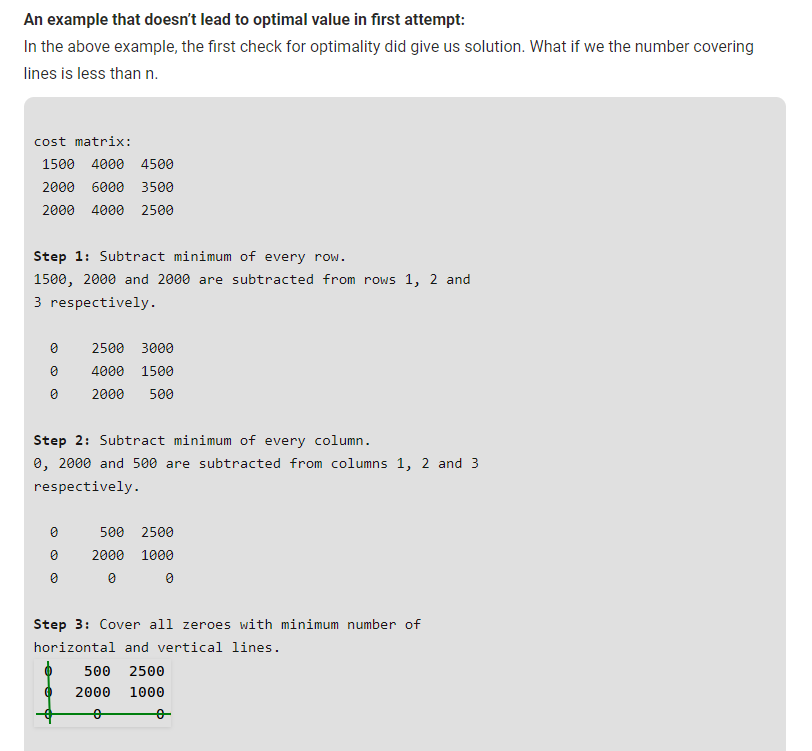 An example that doesn’t lead to optimal value in first attempt:
In the above example, the first check for optimality did give us solution. What if we the number covering
lines is less than n.
cost matrix:
1500 4000 4500
2000 6000 3500
2000 4000 2500
Step 1: Subtract minimum of every row.
1500, 2000 and 2000 are subtracted from rows 1, 2 and
3 respectively.
0 2500 3000
0 4000 1500
0 2000 500
Step 2: Subtract minimum of every column.
0, 2000 and 500 are subtracted from columns 1, 2 and 3
respectively.
0 500 2500
0 2000 1000
0 0 0
Step 3: Cover all zeroes with minimum number of
horizontal and vertical lines.
0 500 2500
0 2000 1000
0 0 0